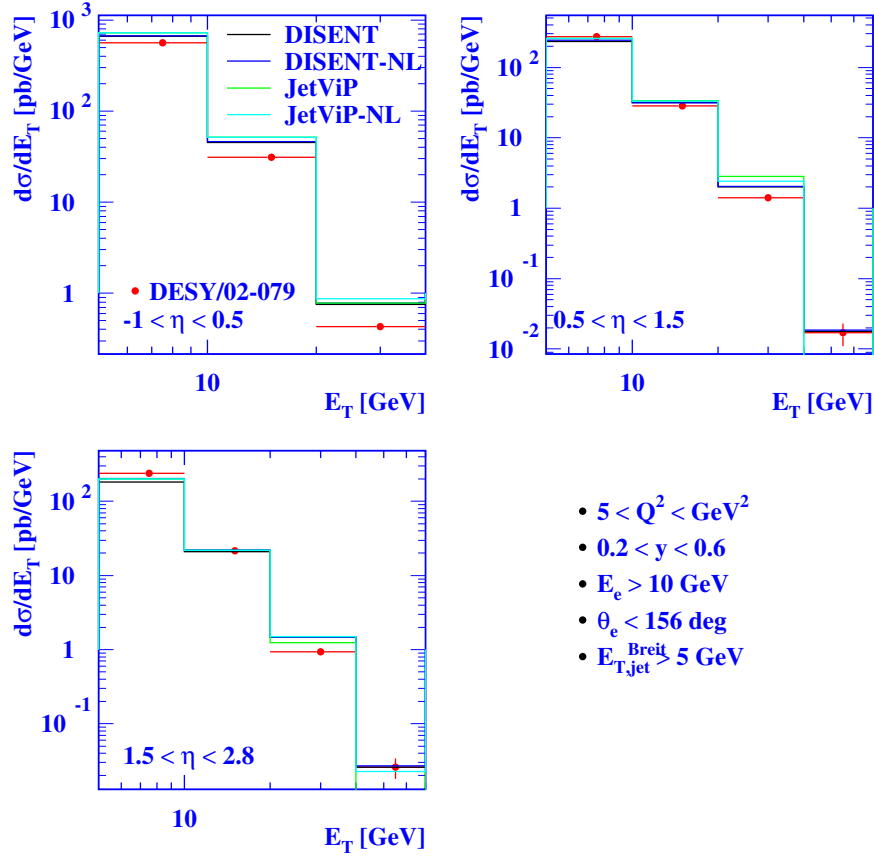 dσ/dE_T [pb/GeV]
10^3
10^2
10
1
DISENT
DISENT-NL
JetViP
JetViP-NL
DESY/02-079
-1 < η < 0.5
10
E_T [GeV]
dσ/dE_T [pb/GeV]
10^2
10
1
10^-1
10^-2
0.5 < η < 1.5
10
E_T [GeV]
dσ/dE_T [pb/GeV]
10^2
10
1
10^-1
1.5 < η < 2.8
10
E_T [GeV]
• 5 < Q^2 < GeV^2
• 0.2 < y < 0.6
• E_e > 10 GeV
• θ_e < 156 deg
• E_T,jet^Breit > 5 GeV